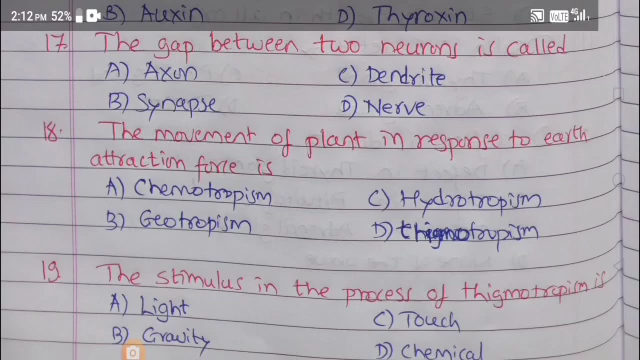 2:12 PM 52% VoLTE 4G
B) Auxin D) Thyroxin
17. The gap between two neurons is called
A) Axon C) Dendrite
B) Synapse D) Nerve
18. The movement of plant in response to earth
attraction force is
A) Chemotropism C) Hydrotropism
B) Geotropism D) thigmotropism
19 The stimulus in the process of Thigmotropism is
A) Light C) Touch
B) Gravity D) Chemical